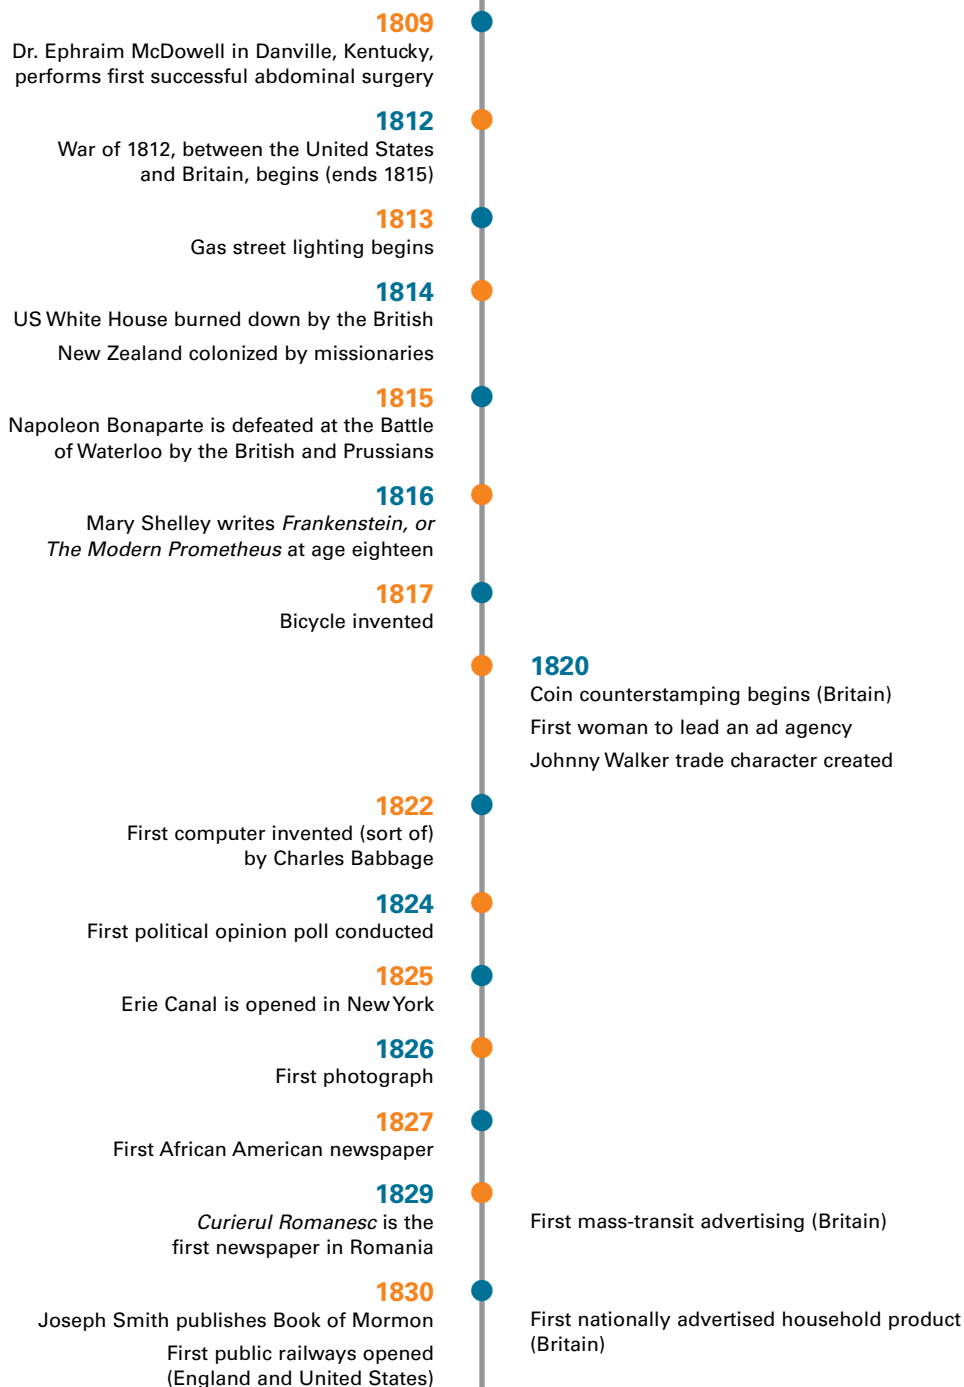 1809
Dr. Ephraim McDowell in Danville, Kentucky,
performs first successful abdominal surgery
1812
War of 1812, between the United States
and Britain, begins (ends 1815)
1813
Gas street lighting begins
1814
US White House burned down by the British
New Zealand colonized by missionaries
1815
Napoleon Bonaparte is defeated at the Battle
of Waterloo by the British and Prussians
1816
Mary Shelley writes Frankenstein, or
The Modern Prometheus at age eighteen
1817
Bicycle invented
1820
Coin counterstamping begins (Britain)
First woman to lead an ad agency
Johnny Walker trade character created
1822
First computer invented (sort of)
by Charles Babbage
1824
First political opinion poll conducted
1825
Erie Canal is opened in New York
1826
First photograph
1827
First African American newspaper
1829
Curierul Romanesc is the
first newspaper in Romania
First mass-transit advertising (Britain)
1830
Joseph Smith publishes Book of Mormon
First public railways opened
(England and United States)
First nationally advertised household product
(Britain)